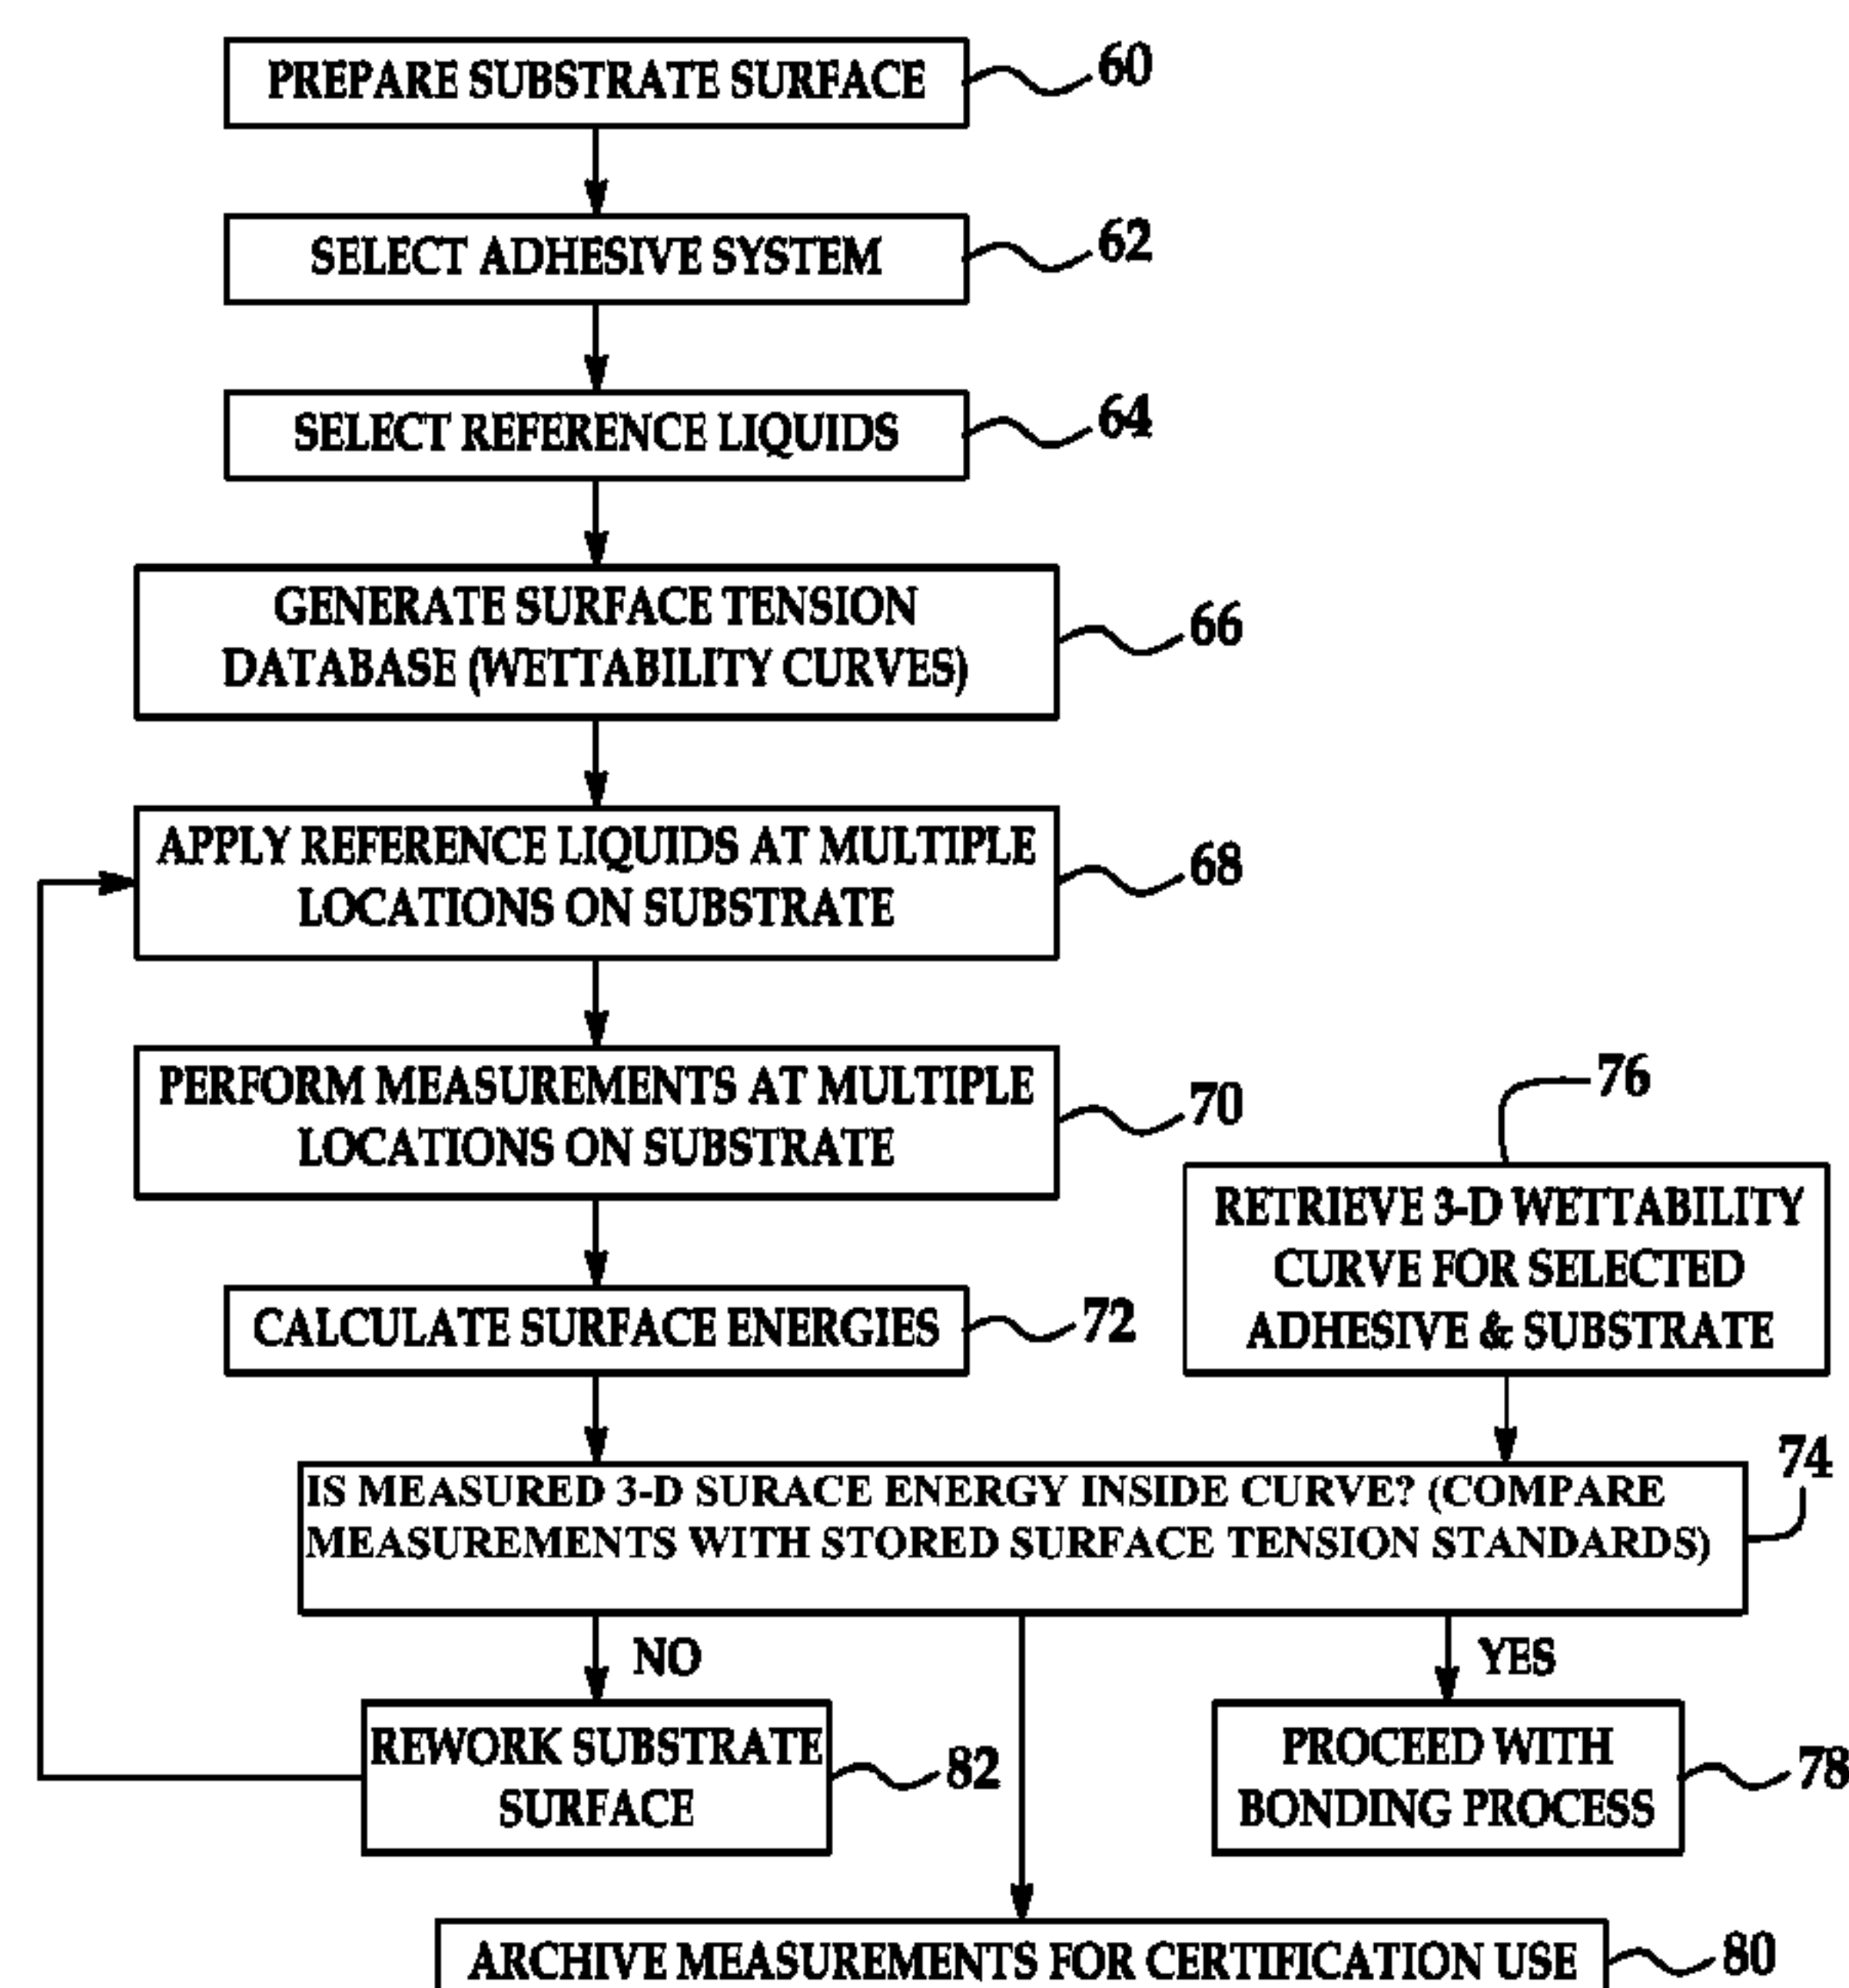 PREPARE SUBSTRATE SURFACE
60
SELECT ADHESIVE SYSTEM
62
SELECT REFERENCE LIQUIDS
64
GENERATE SURFACE TENSION
DATABASE (WETTABILITY CURVES)
66
APPLY REFERENCE LIQUIDS AT MULTIPLE
LOCATIONS ON SUBSTRATE
68
PERFORM MEASUREMENTS AT MULTIPLE
LOCATIONS ON SUBSTRATE
70
CALCULATE SURFACE ENERGIES
72
76
RETRIEVE 3-D WETTABILITY
CURVE FOR SELECTED
ADHESIVE & SUBSTRATE
IS MEASURED 3-D SURACE ENERGY INSIDE CURVE? (COMPARE
MEASUREMENTS WITH STORED SURFACE TENSION STANDARDS)
74
NO
YES
REWORK SUBSTRATE
SURFACE
82
PROCEED WITH
BONDING PROCESS
78
ARCHIVE MEASUREMENTS FOR CERTIFICATION USE
80